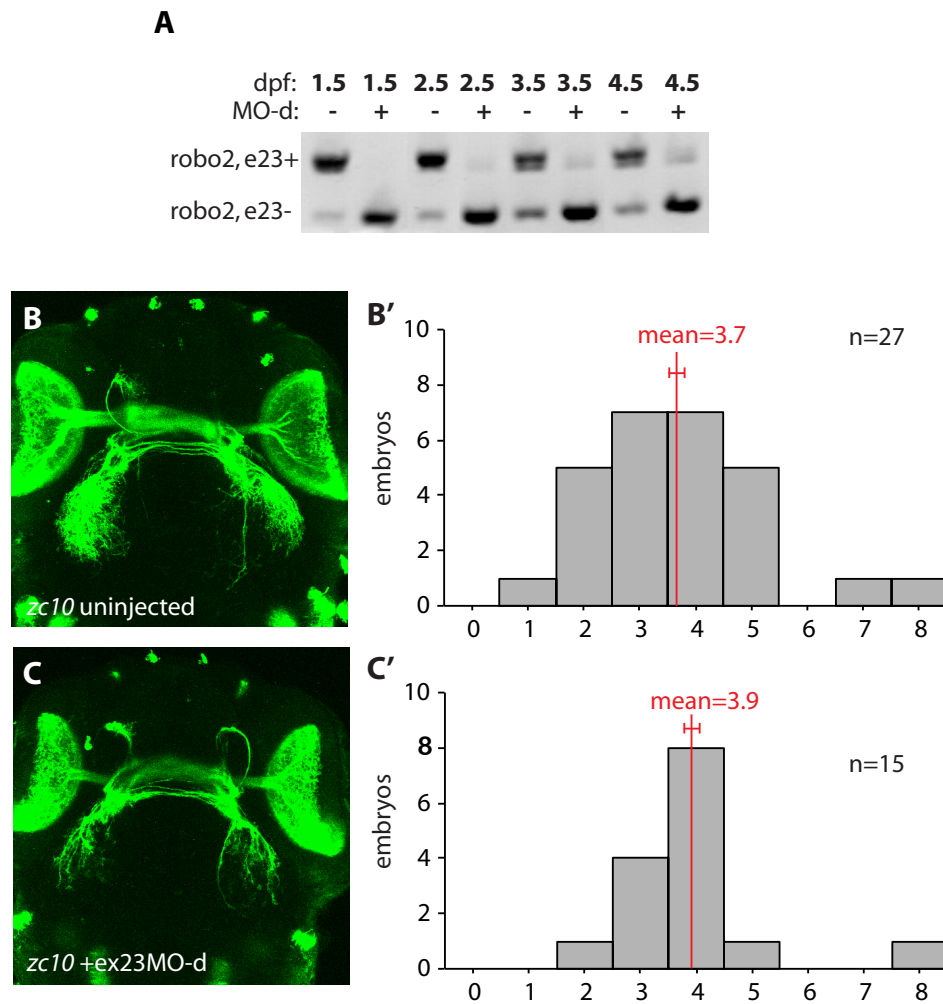 A
dpf: 1.5 1.5 2.5 2.5 3.5 3.5 4.5 4.5
MO-d: - + - + - + - +
robo2, e23+
robo2, e23-
B
zc10 uninjected
B’
mean=3.7
n=27
embryos
10
8
6
4
2
0
0 1 2 3 4 5 6 7 8
C
zc10 +ex23MO-d
C’
mean=3.9
n=15
embryos
10
8
6
4
2
0
0 1 2 3 4 5 6 7 8